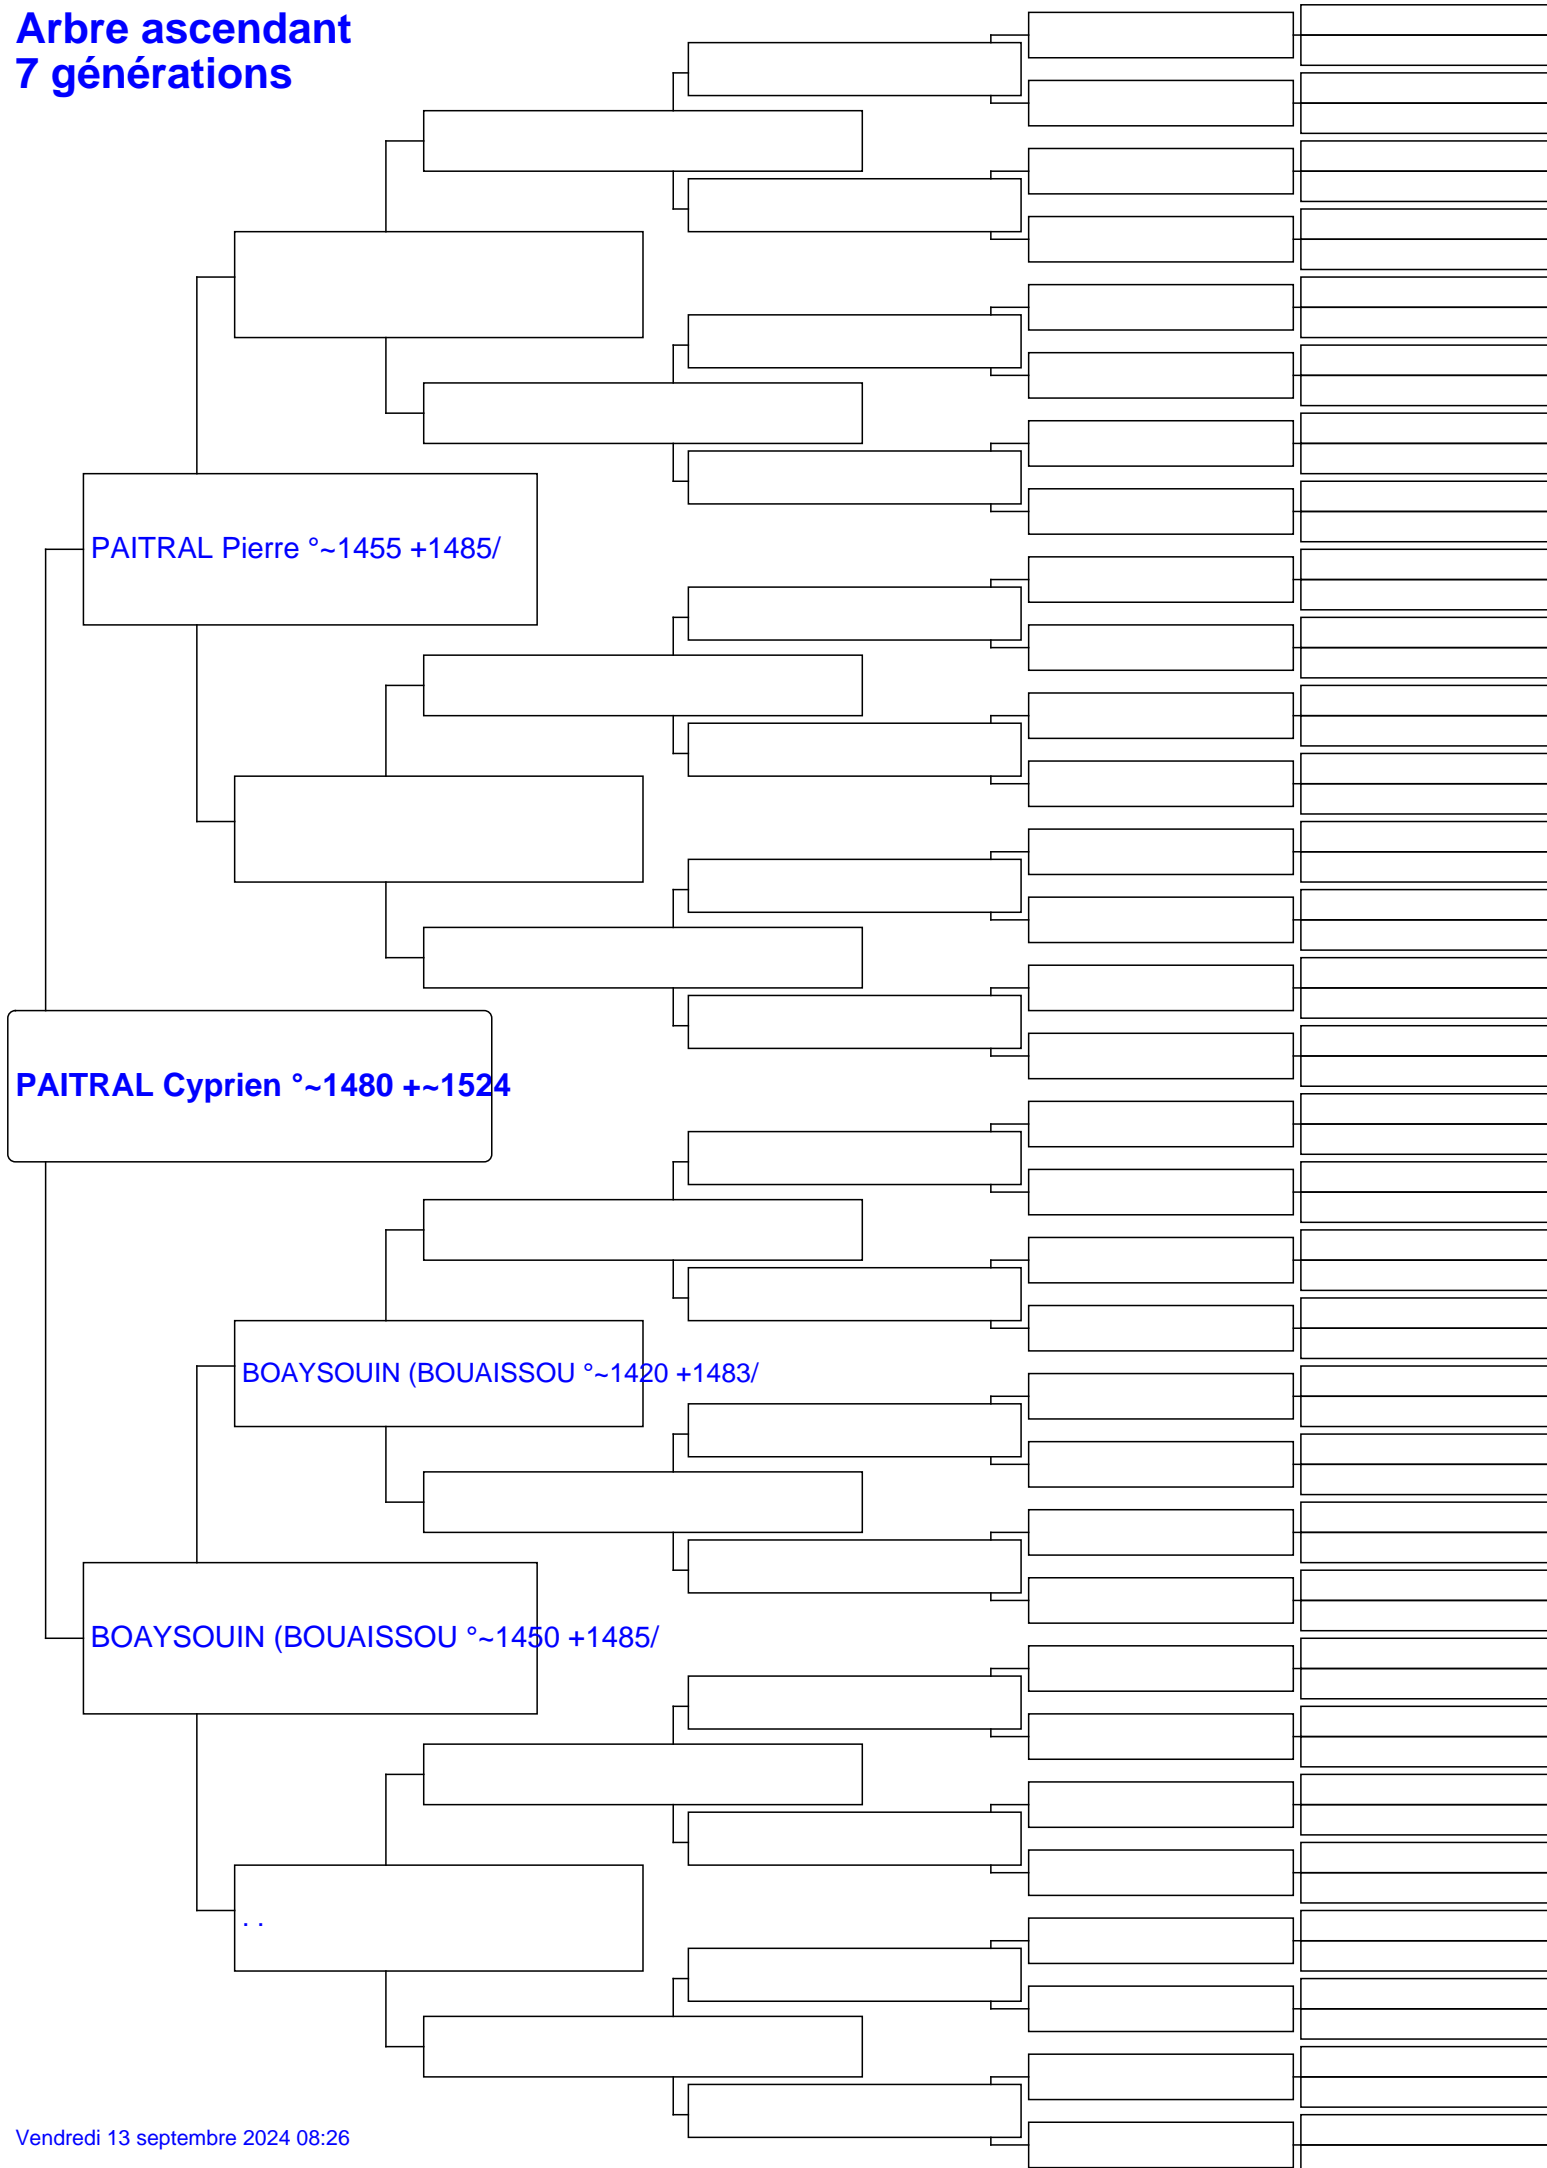 Arbre ascendant
7 générations
PAITRAL Pierre °~1455 +1485/
PAITRAL Cyprien °~1480 +~1524
BOAYSOUIN (BOUAISSOU °~1420 +1483/
BOAYSOUIN (BOUAISSOU °~1450 +1485/
. .
Vendredi 13 septembre 2024 08:26